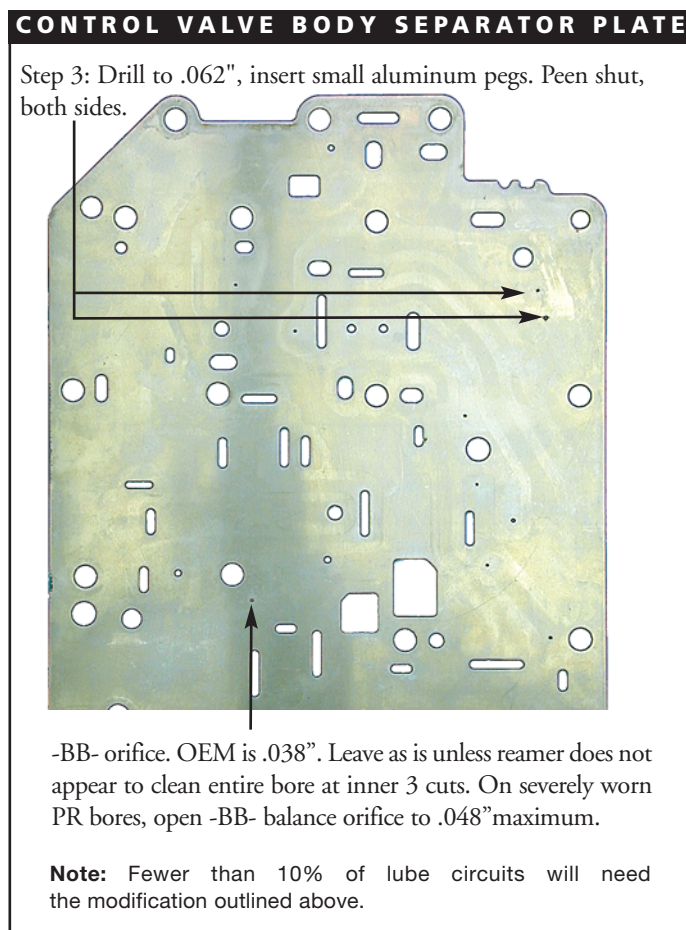 CONTROL VALVE BODY SEPARATOR PLATE
Step 3: Drill to .062", insert small aluminum pegs. Peen shut,
both sides.
-BB- orifice. OEM is .038”. Leave as is unless reamer does not
appear to clean entire bore at inner 3 cuts. On severely worn
PR bores, open -BB- balance orifice to .048”maximum.
Note: Fewer than 10% of lube circuits will need
the modification outlined above.